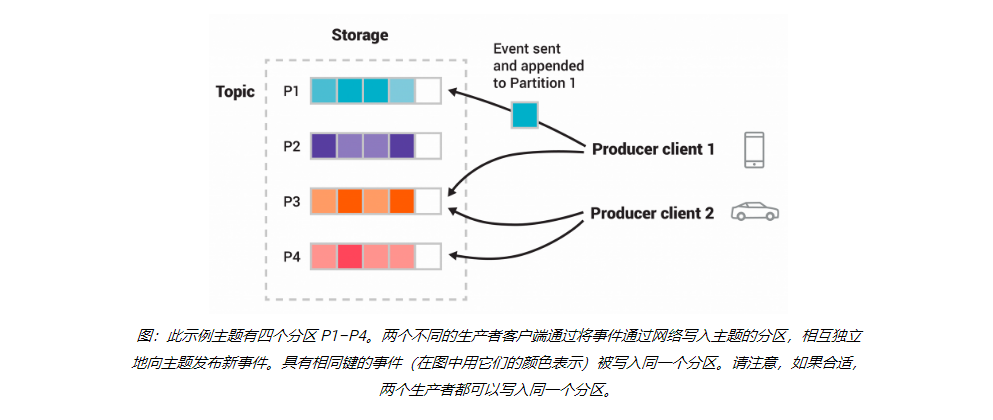 Storage
Event sent
and appended
to Partition 1
Topic
P1
P2
Producer client 1
P3
Producer client 2
P4
图：此示例主题有四个分区 P1–P4。两个不同的生产者客户端通过将事件通过网络写入主题的分区，相互独立
地向主题发布新事件。具有相同键的事件（在图中用它们的颜色表示）被写入同一个分区。请注意，如果合适，
两个生产者都可以写入同一个分区。